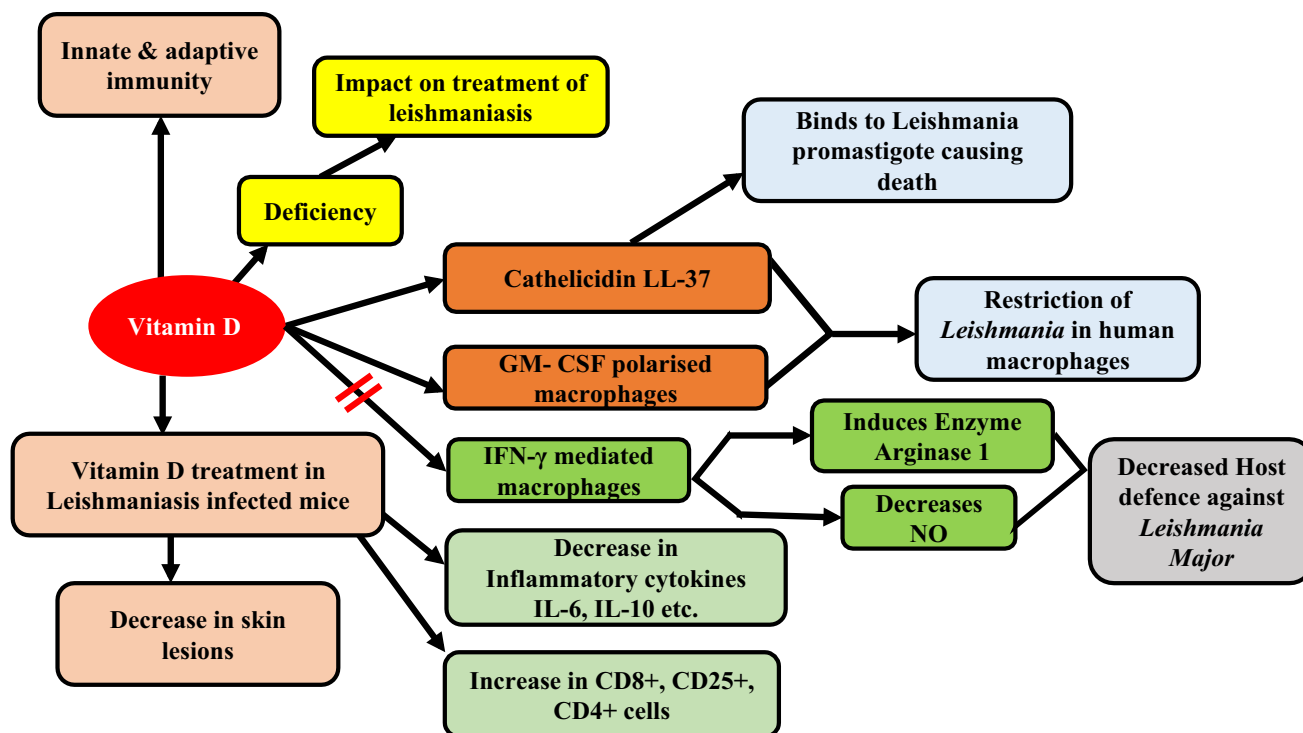 Innate & adaptive
immunity
Impact on treatment of
leishmaniasis
Deficiency
Binds to Leishmania
promastigote causing
death
Vitamin D
Cathelicidin LL-37
GM- CSF polarised
macrophages
Restriction of
Leishmania in human
macrophages
IFN-γ mediated
macrophages
Induces Enzyme
Arginase 1
Decreases
NO
Decreased Host
defence against
Leishmania
Major
Vitamin D treatment in
Leishmaniasis infected mice
Decrease in
Inflammatory cytokines
IL-6, IL-10 etc.
Decrease in skin
lesions
Increase in CD8+, CD25+,
CD4+ cells